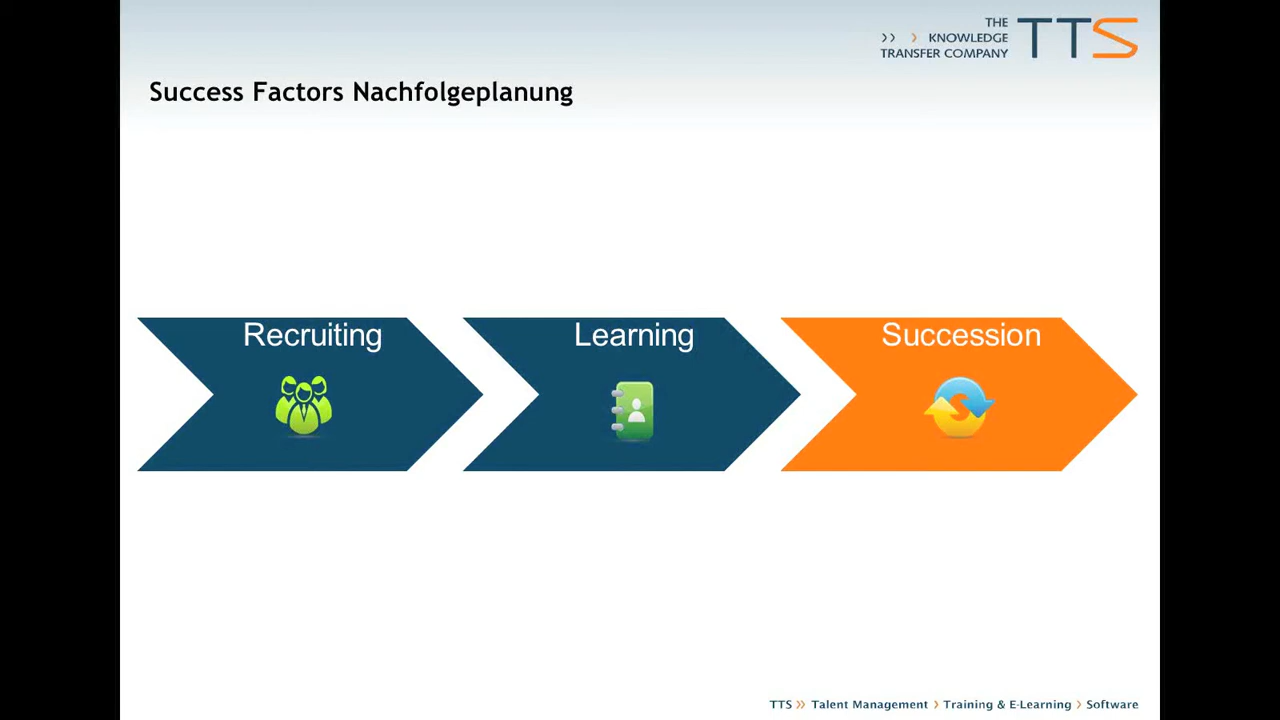 THE
›› › KNOWLEDGE
TRANSFER COMPANY
TTS
Success Factors Nachfolgeplanung
Recruiting
Learning
Succession
TTS ›› Talent Management › Training & E-Learning › Software